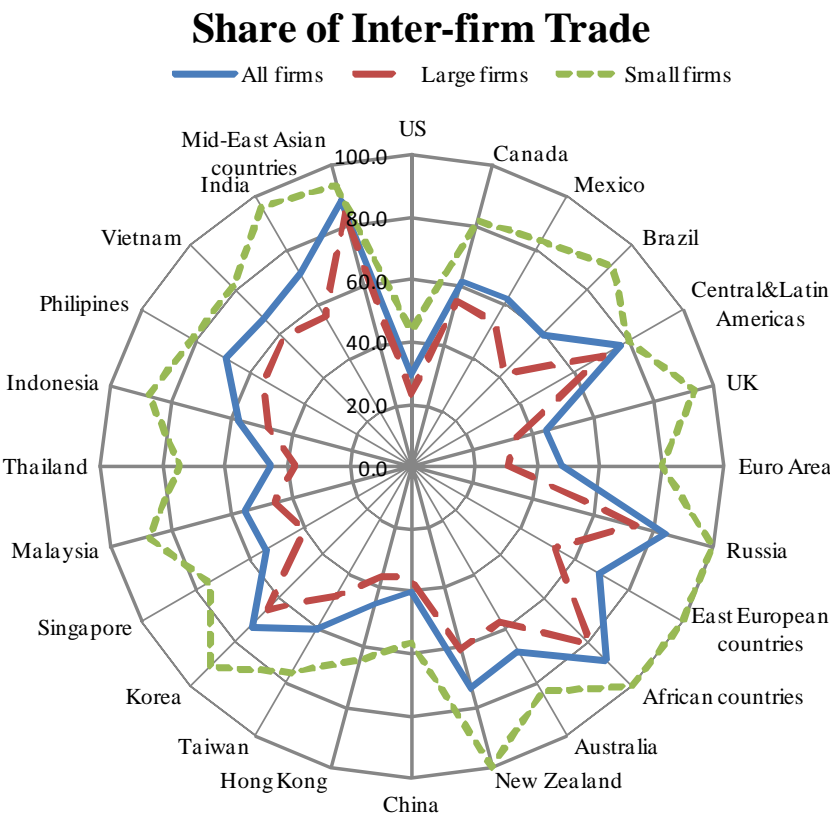 Share of Inter-firm Trade
All firms
Large firms
Small firms
US
Canada
Mexico
Brazil
Central&Latin
Americas
UK
Euro Area
Russia
East European
countries
African countries
Australia
New Zealand
China
Hong Kong
Taiwan
Korea
Singapore
Malaysia
Thailand
Indonesia
Philipines
Vietnam
India
Mid-East Asian
countries
100.0
80.0
60.0
40.0
20.0
0.0